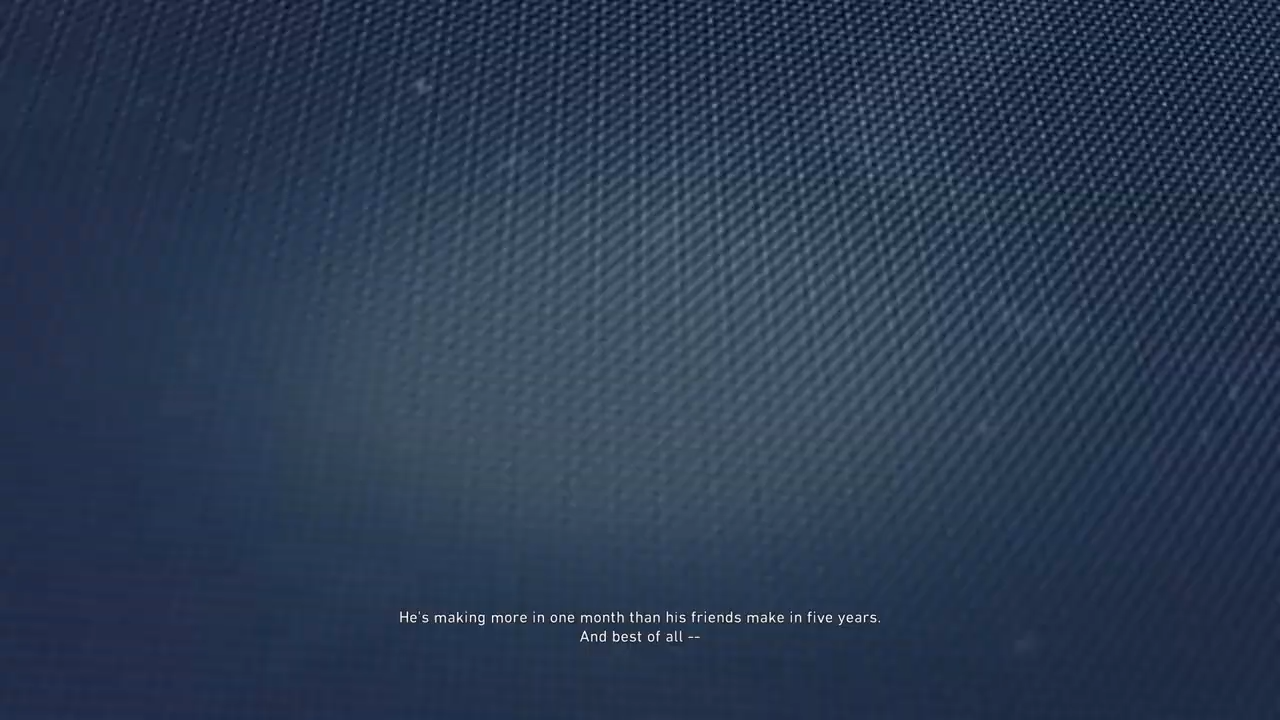 He's making more in one month than his friends make in five years.
And best of all --